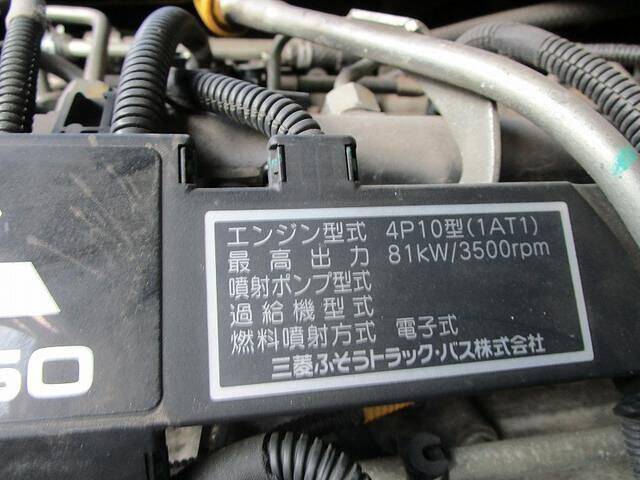 エンジン型式 4P10型(1AT1)
最高出力 81kW/3500rpm
噴射ポンプ型式
過給機型式
燃料噴射方式 電子式
三菱ふそうトラック・バス株式会社